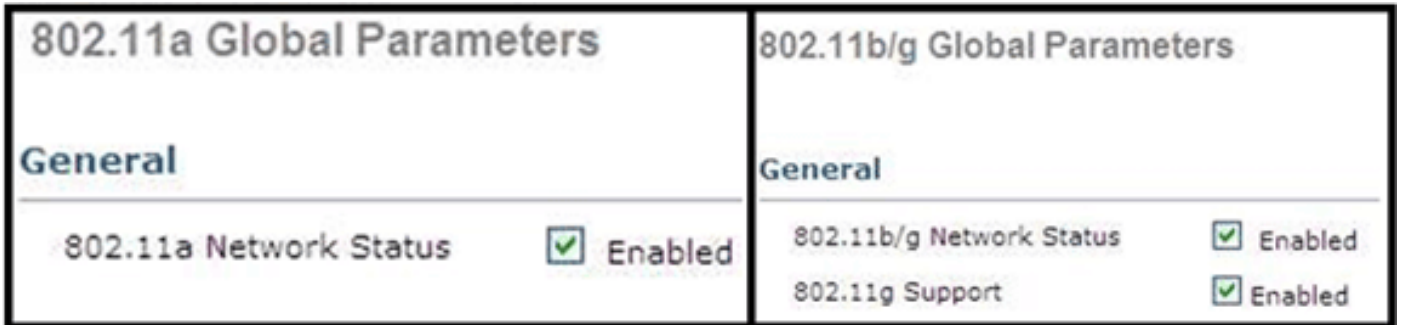 802.11a Global Parameters
General
802.11a Network Status Enabled
802.11b/g Global Parameters
General
802.11b/g Network Status Enabled
802.11g Support Enabled